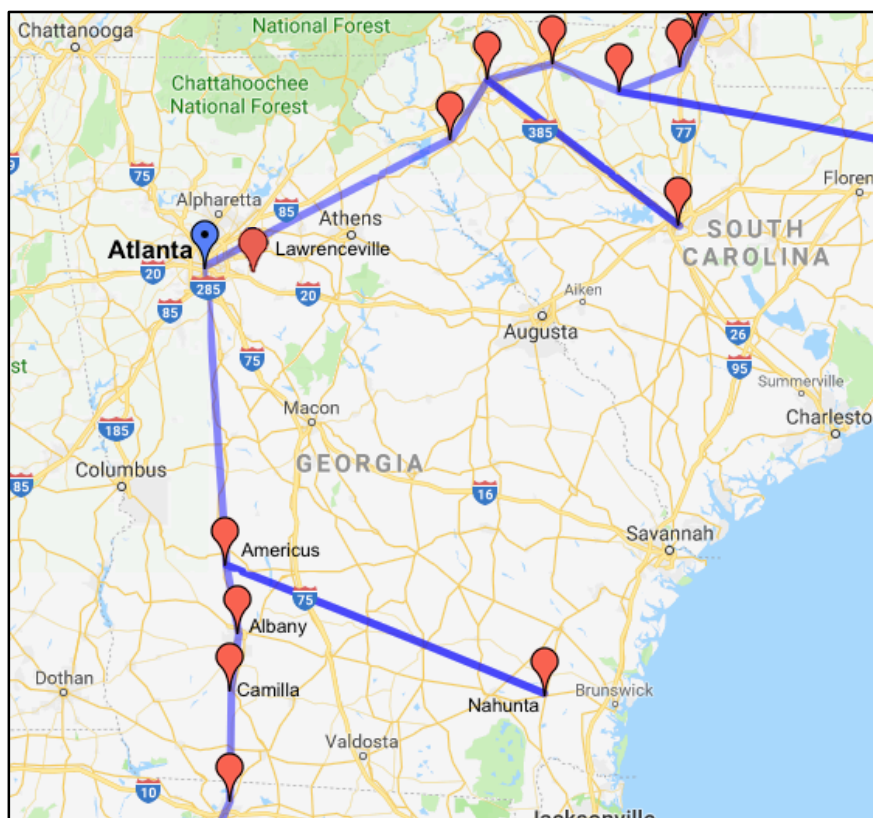 National Forest
Chattanooga
Chattahoochee
National Forest
385
77
75
Alpharetta
85
Athens
Floren
Atlanta
Lawrenceville
SOUTH
CAROLINA
20
285
20
85
Aiken
Augusta
26
75
95
Summerville
Macon
Charlesto
185
GEORGIA
Columbus
85
16
Savannah
Americus
75
Albany
Dothan
Camilla
Nahunta
Brunswick
Valdosta
10